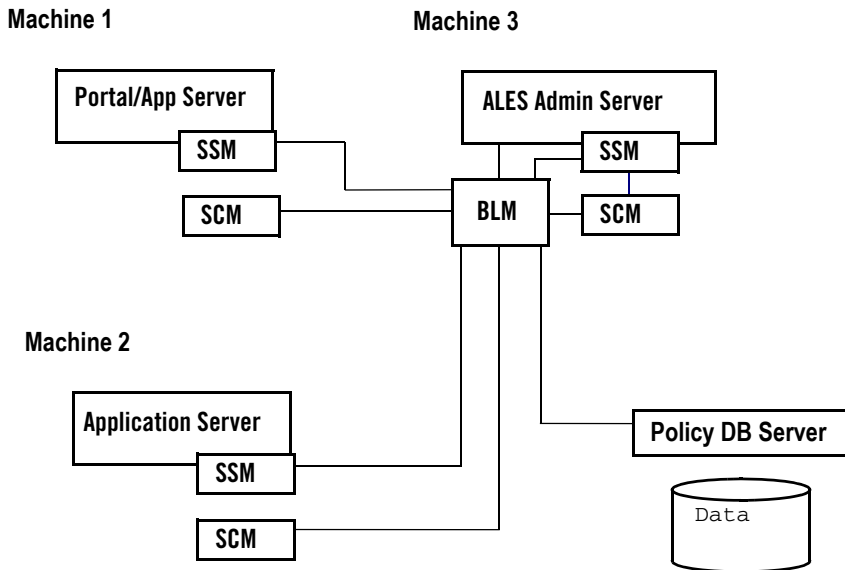 Machine 1
Machine 3
Portal/App Server
ALES Admin Server
SSM
SSM
SCM
BLM
SCM
Machine 2
Application Server
Policy DB Server
SSM
Data
SCM